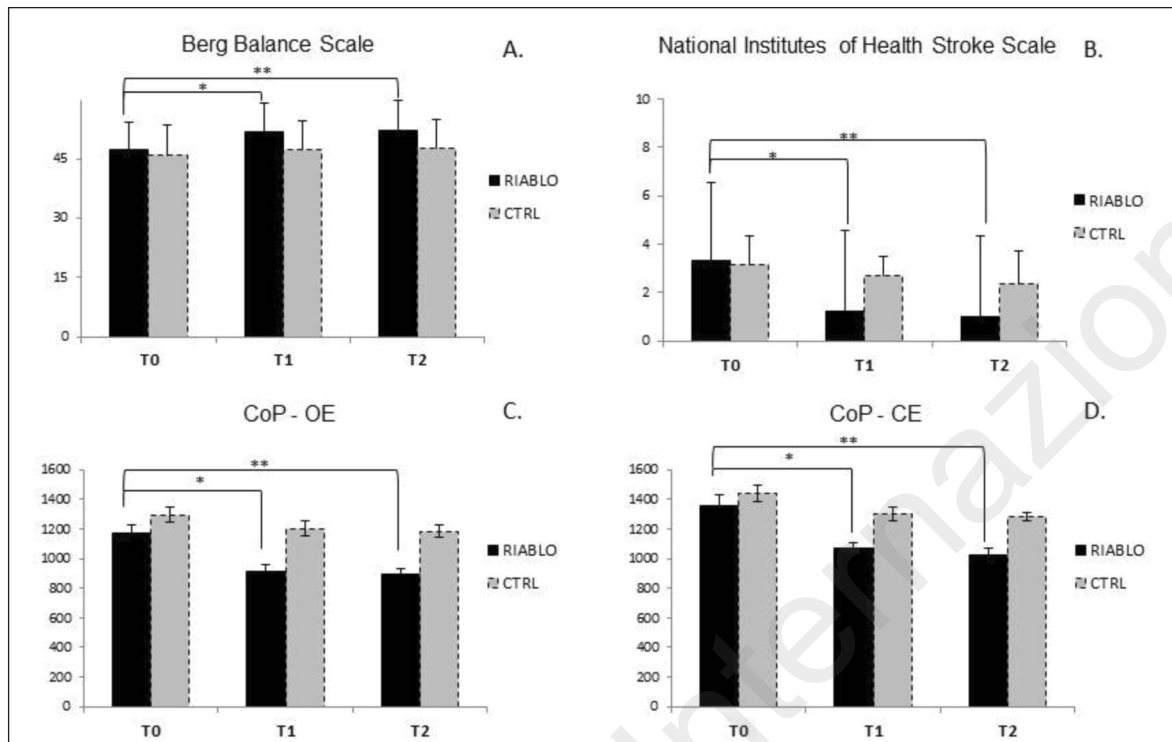 Berg Balance Scale
A.
**
*
45
30
15
0
T0 T1 T2
RIABLO
CTRL
National Institutes of Health Stroke Scale
B.
10
8
6
4
2
0
**
*
T0 T1 T2
RIABLO
CTRL
CoP - OE
C.
1600
1400
1200
1000
800
600
400
200
0
**
*
T0 T1 T2
RIABLO
CTRL
CoP - CE
D.
1600
1400
1200
1000
800
600
400
200
0
**
*
T0 T1 T2
RIABLO
CTRL
Internazion